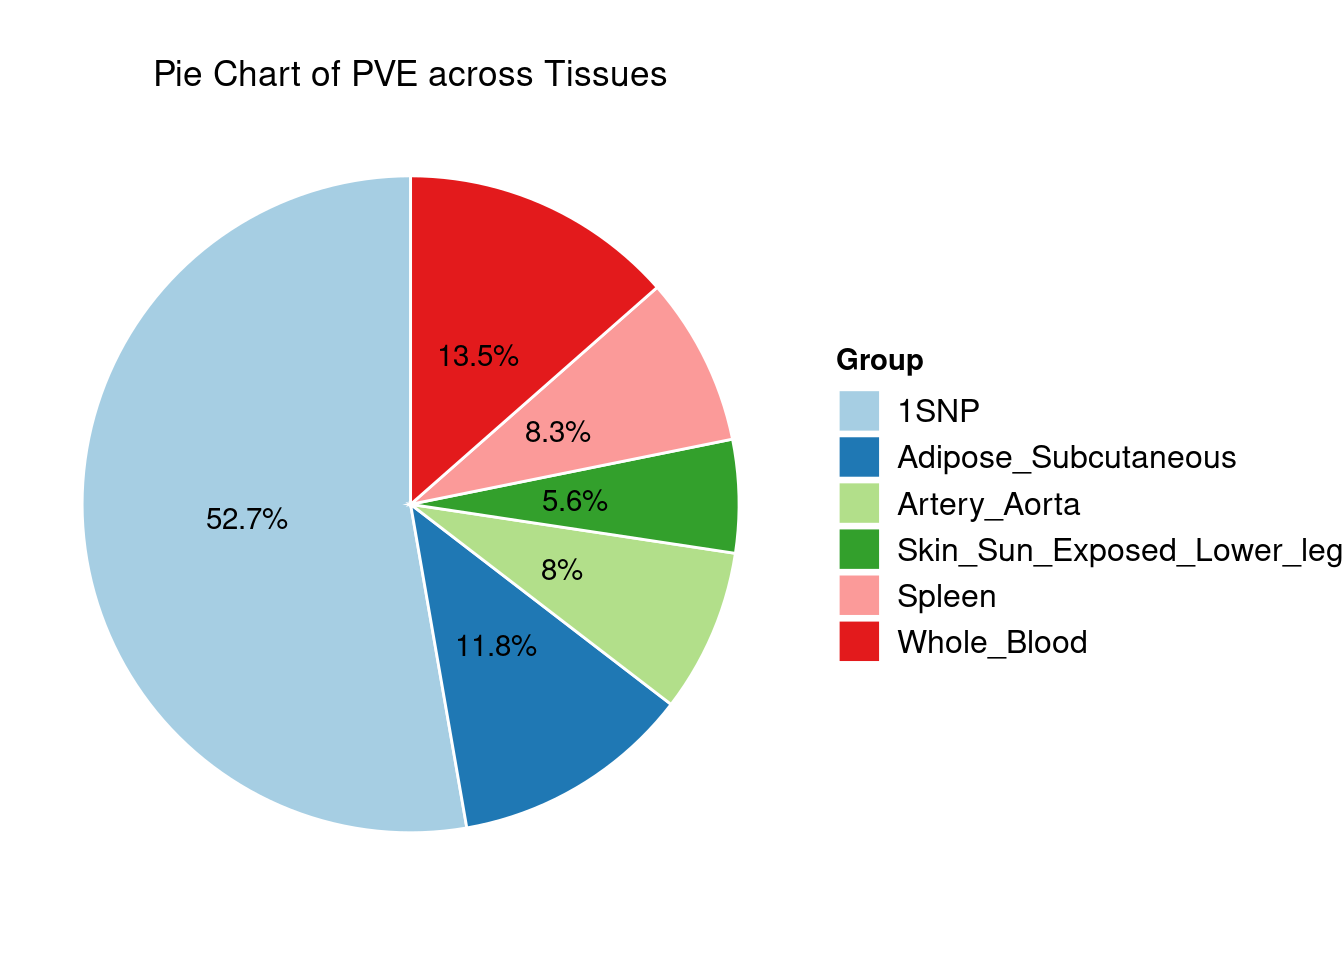 Pie Chart of PVE across Tissues
13.5%
8.3%
5.6%
8%
11.8%
52.7%
Group
1SNP
Adipose_Subcutaneous
Artery_Aorta
Skin_Sun_Exposed_Lower_leg
Spleen
Whole_Blood